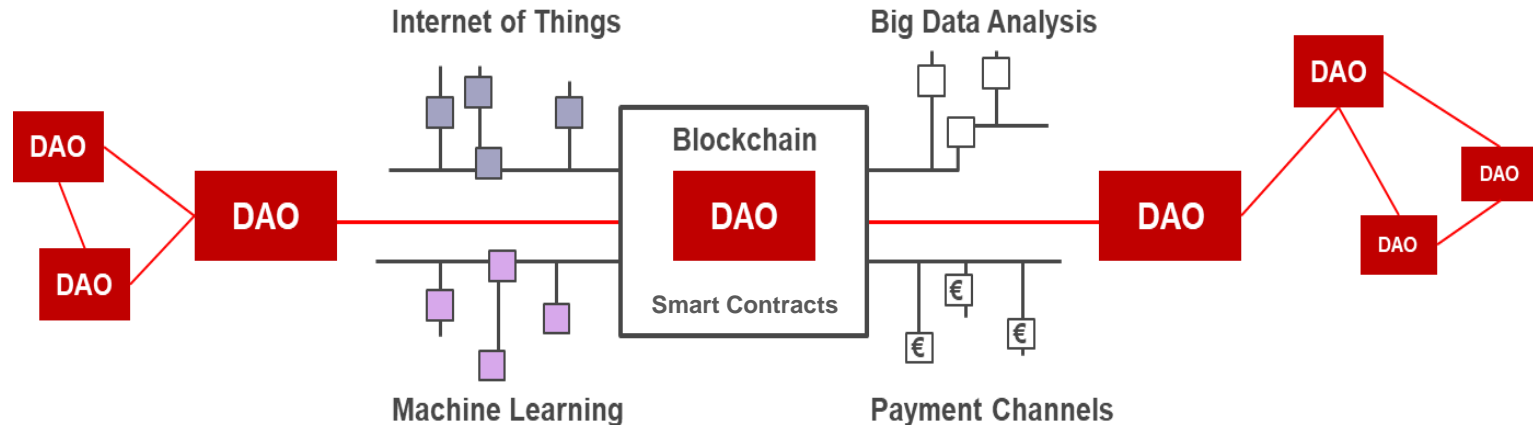 Internet of Things
Big Data Analysis
DAO
DAO
DAO
DAO
Blockchain
DAO
Smart Contracts
DAO
DAO
DAO
DAO
€
€
€
Machine Learning
Payment Channels